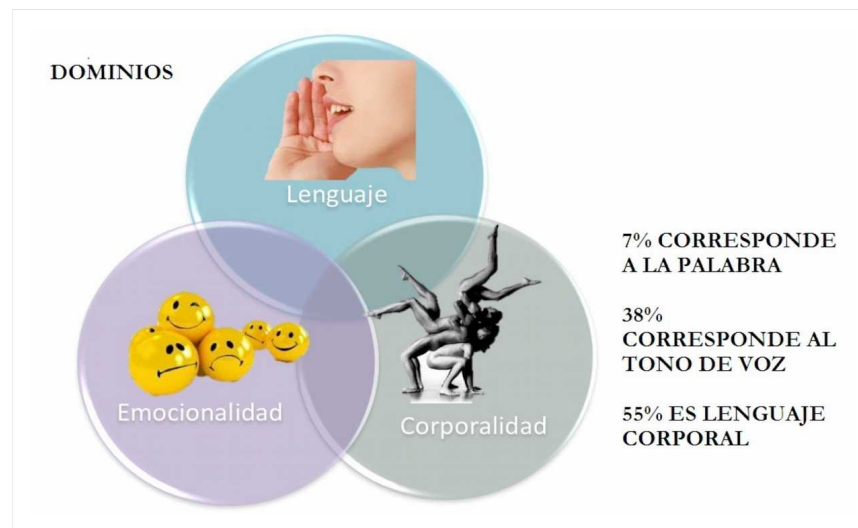 DOMINIOS
Lenguaje
Emocionalidad
Corporalidad
7% CORRESPONDE
A LA PALABRA
38%
CORRESPONDE AL
TONO DE VOZ
55% ES LENGUAJE
CORPORAL